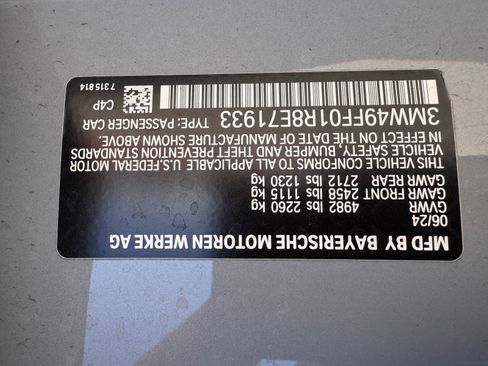 MFD BY BAYERISCHE MOTOREN WERKE AG
06/24
GVWR 4982 lbs 2260 kg
GAWR FRONT 2458 lbs 1115 kg
GAWR REAR 2712 lbs 1230 kg
THIS VEHICLE CONFORMS TO ALL APPLICABLE U.S.FEDERAL MOTOR
VEHICLE SAFETY, BUMPER AND THEFT PREVENTION STANDARDS
IN EFFECT ON THE DATE OF MANUFACTURE SHOWN ABOVE.
3MW49FF01R8E71933 TYPE: PASSENGER CAR
C4P
7315814